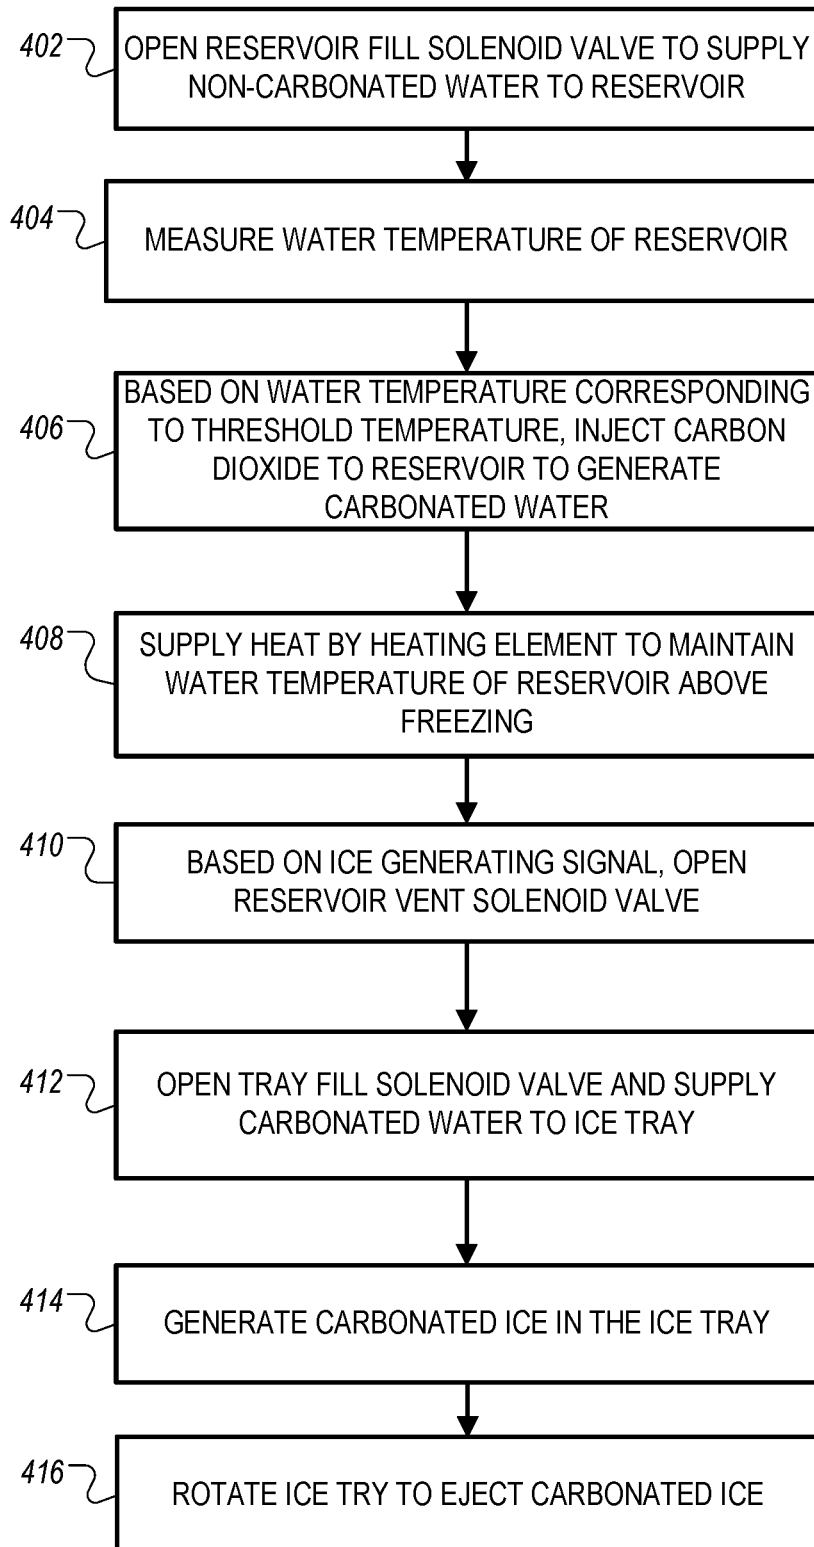 402
OPEN RESERVOIR FILL SOLENOID VALVE TO SUPPLY
NON-CARBONATED WATER TO RESERVOIR
404
MEASURE WATER TEMPERATURE OF RESERVOIR
406
BASED ON WATER TEMPERATURE CORRESPONDING
TO THRESHOLD TEMPERATURE, INJECT CARBON
DIOXIDE TO RESERVOIR TO GENERATE
CARBONATED WATER
408
SUPPLY HEAT BY HEATING ELEMENT TO MAINTAIN
WATER TEMPERATURE OF RESERVOIR ABOVE
FREEZING
410
BASED ON ICE GENERATING SIGNAL, OPEN
RESERVOIR VENT SOLENOID VALVE
412
OPEN TRAY FILL SOLENOID VALVE AND SUPPLY
CARBONATED WATER TO ICE TRAY
414
GENERATE CARBONATED ICE IN THE ICE TRAY
416
ROTATE ICE TRY TO EJECT CARBONATED ICE